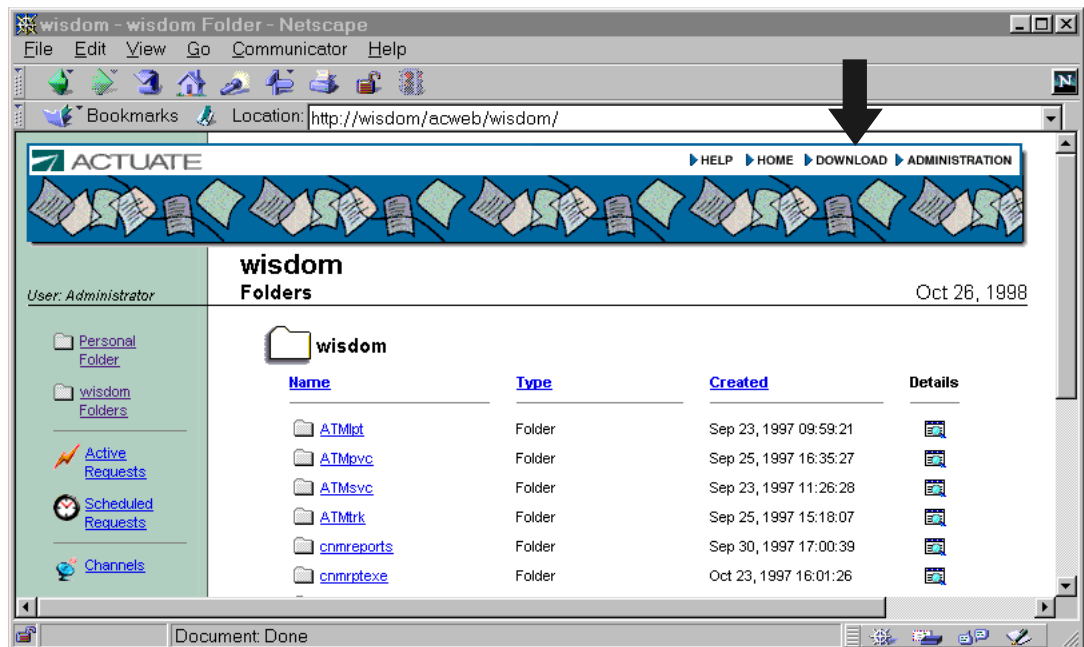 wisdom - wisdom Folder - Netscape
File Edit View Go Communicator Help
Bookmarks Location: http://wisdom/acweb/wisdom/
N
ACTUATE HELP HOME DOWNLOAD ADMINISTRATION
wisdom
User: Administrator Folders Oct 26, 1998
Personal Folder
wisdom Folders
Active Requests
Scheduled Requests
Channels
wisdom
Name Type Created Details
ATMlpt Folder Sep 23, 1997 09:59:21
ATMpvc Folder Sep 25, 1997 16:35:27
ATMsvc Folder Sep 23, 1997 11:26:28
ATMtrk Folder Sep 25, 1997 15:18:07
cnmreports Folder Sep 30, 1997 17:00:39
cnmrptexe Folder Oct 23, 1997 16:01:26
Document: Done